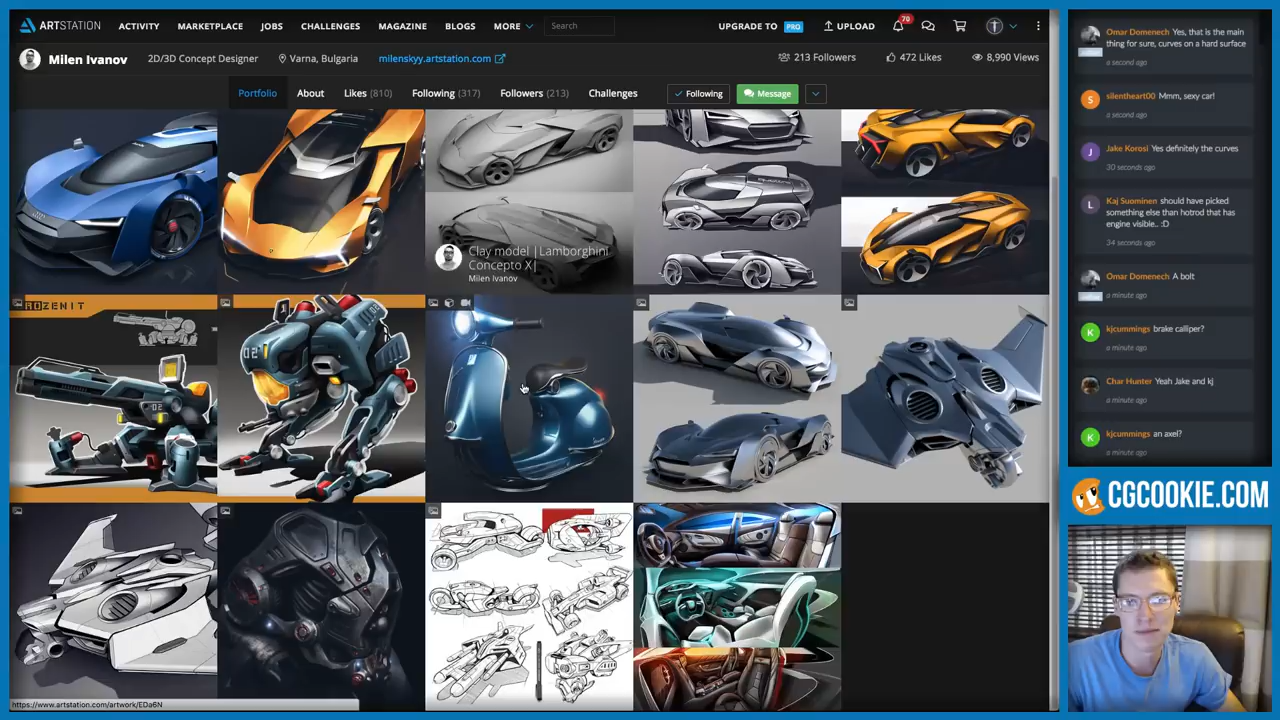 ARTSTATION
ACTIVITY
MARKETPLACE
JOBS
CHALLENGES
MAGAZINE
BLOGS
MORE
Search
UPGRADE TO PRO
UPLOAD
70
Milen Ivanov
2D/3D Concept Designer
Varna, Bulgaria
milenskyy.artstation.com
213 Followers
472 Likes
8,990 Views
Portfolio
About
Likes (810)
Following (317)
Followers (213)
Challenges
Following
Message
Clay model |Lamborghini
Concepto X|
Milen Ivanov
ROZENIT
02
02
https://www.artstation.com/artwork/EDa6N
Omar Domenech Yes, that is the main
thing for sure, curves on a hard surface
a second ago
S
silentheart00 Mmm, sexy car!
a second ago
J
Jake Korosi Yes definitely the curves
30 seconds ago
L
Kaj Suominen should have picked
something else than hotrod that has
engine visible.. :D
34 seconds ago
Omar Domenech A bolt
a minute ago
K
kjcummings brake calliper?
a minute ago
Char Hunter Yeah Jake and kj
a minute ago
K
kjcummings an axel?
a minute ago
CGCOOKIE.COM